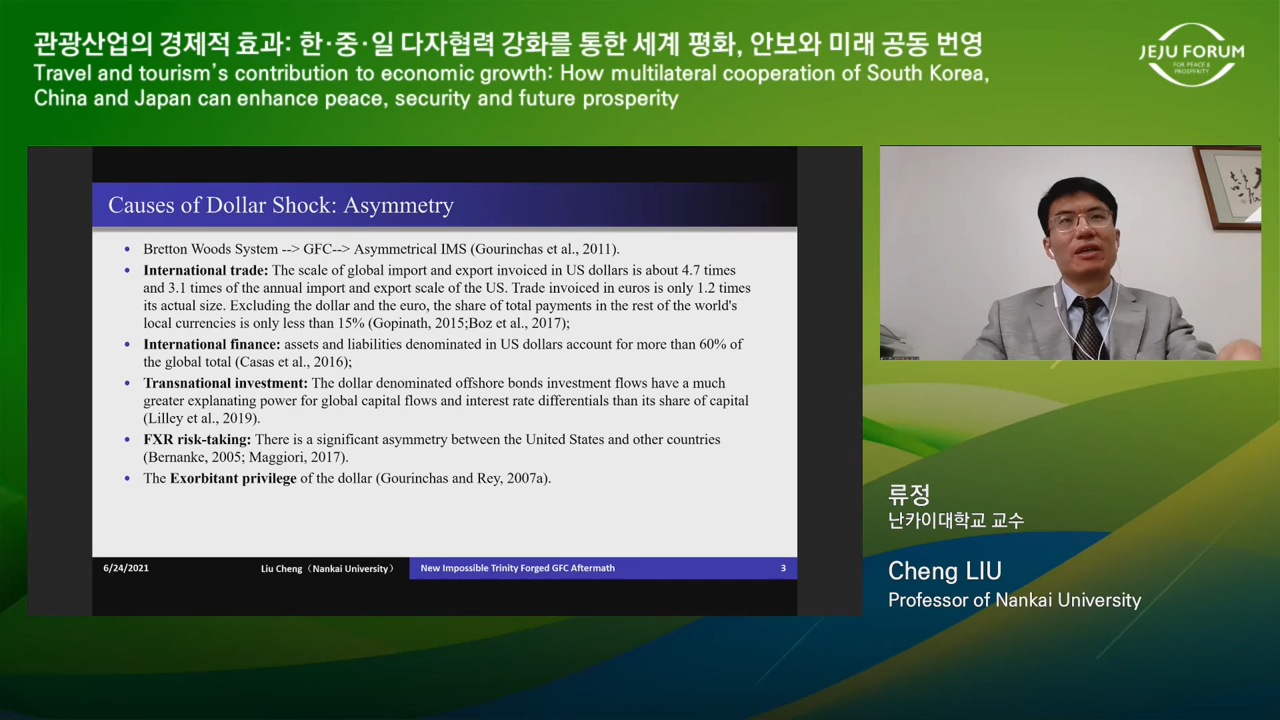 관광산업의 경제적 효과: 한·중·일 다자협력 강화를 통한 세계 평화, 안보와 미래 공동 번영
Travel and tourism's contribution to economic growth: How multilateral cooperation of South Korea,
China and Japan can enhance peace, security and future prosperity
JEJU FORUM
FOR PEACE &
PROSPERITY
Causes of Dollar Shock: Asymmetry
• Bretton Woods System --> GFC--> Asymmetrical IMS (Gourinchas et al., 2011).
• International trade: The scale of global import and export invoiced in US dollars is about 4.7 times
and 3.1 times of the annual import and export scale of the US. Trade invoiced in euros is only 1.2 times
its actual size. Excluding the dollar and the euro, the share of total payments in the rest of the world's
local currencies is only less than 15% (Gopinath, 2015;Boz et al., 2017);
• International finance: assets and liabilities denominated in US dollars account for more than 60% of
the global total (Casas et al., 2016);
• Transnational investment: The dollar denominated offshore bonds investment flows have a much
greater explanating power for global capital flows and interest rate differentials than its share of capital
(Lilley et al., 2019).
• FXR risk-taking: There is a significant asymmetry between the United States and other countries
(Bernanke, 2005; Maggiori, 2017).
• The Exorbitant privilege of the dollar (Gourinchas and Rey, 2007a).
6/24/2021
Liu Cheng（Nankai University）
New Impossible Trinity Forged GFC Aftermath
3
류정
난카이대학교 교수
Cheng LIU
Professor of Nankai University